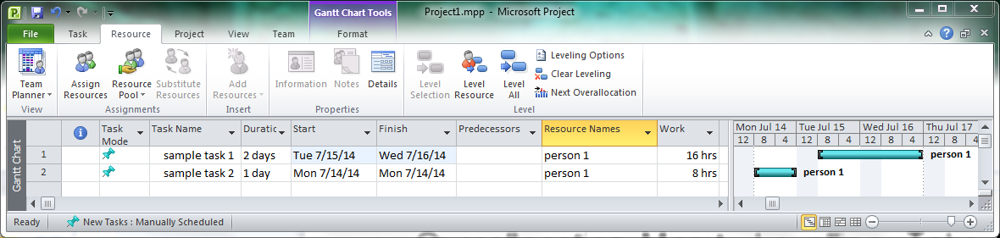 Gantt Chart Tools
Project1.mpp - Microsoft Project
File Task Resource Project View Team Format
Team Planner
Assign Resources
Resource Pool
Substitute Resources
Add Resources
Information
Notes
Details
Level Selection
Level Resource
Level All
Leveling Options
Clear Leveling
Next Overallocation
View Assignments Insert Properties Level
Task Mode Task Name Duratic Start Finish Predecessors Resource Names Work
Mon Jul 14 Tue Jul 15 Wed Jul 16 Thu Jul 17
12 8 4 12 8 4 12 8 4 12 8 4
1 sample task 1 2 days Tue 7/15/14 Wed 7/16/14 person 1 16 hrs person 1
2 sample task 2 1 day Mon 7/14/14 Mon 7/14/14 person 1 8 hrs person 1
Gantt Chart
Ready New Tasks : Manually Scheduled